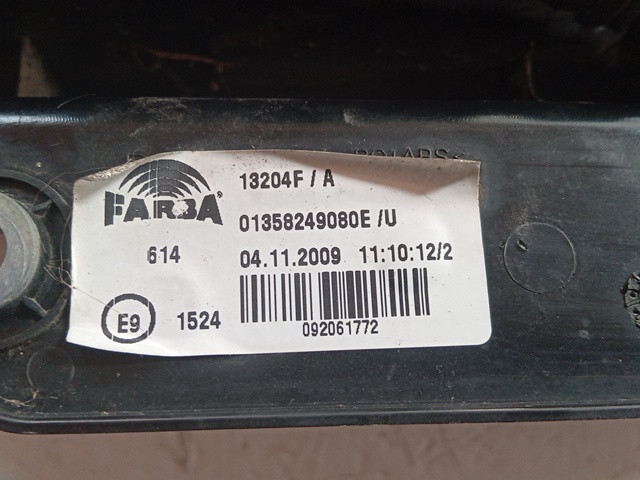 FARBA
13204F / A
01358249080E /U
614
04.11.2009 11:10:12/2
E9
1524
092061772